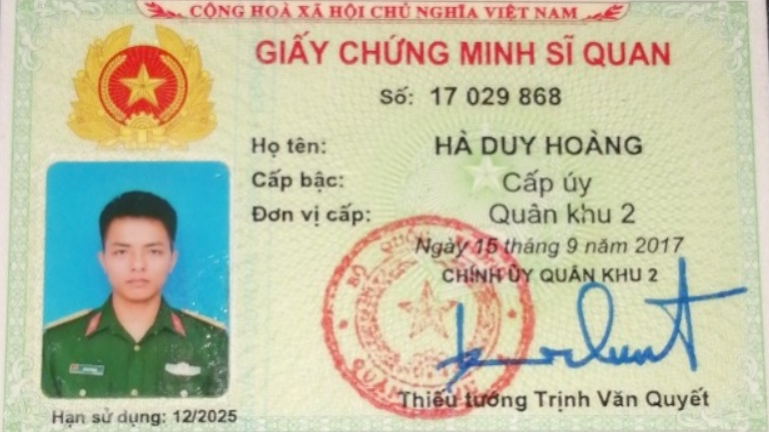 CỘNG HOÀ XÃ HỘI CHỦ NGHĨA VIỆT NAM
GIẤY CHỨNG MINH SĨ QUAN
Số: 17 029 868
Họ tên: HÀ DUY HOÀNG
Cấp bậc: Cấp úy
Đơn vị cấp: Quân khu 2
Ngày 15 tháng 9 năm 2017
CHÍNH ỦY QUÂN KHU 2
Thiếu tướng Trịnh Văn Quyết
Hạn sử dụng: 12/2025